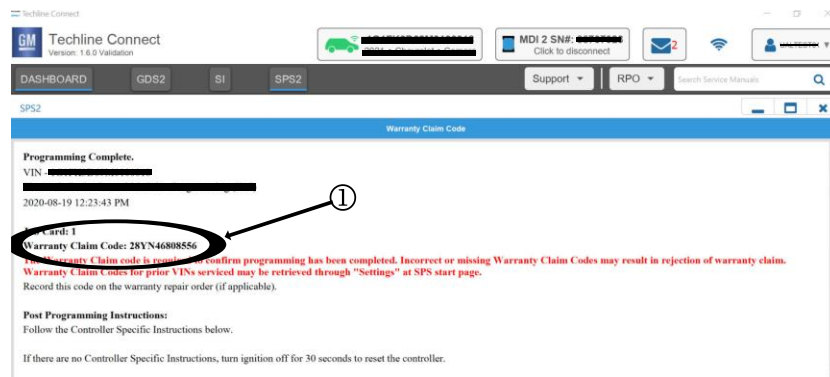 Techline Connect
GM
Techline Connect
Version: 1.6.0 Validation
MDI 2 SN#:
Click to disconnect
2
DASHBOARD GDS2 SI SPS2 Support RPO Search Service Manuals
SPS2
Warranty Claim Code
Programming Complete.
VIN -
2020-08-19 12:23:43 PM
1
Card: 1
Warranty Claim Code: 28YN46808556
The Warranty Claim code is required to confirm programming has been completed. Incorrect or missing Warranty Claim Codes may result in rejection of warranty claim.
Warranty Claim Codes for prior VINs serviced may be retrieved through "Settings" at SPS start page.
Record this code on the warranty repair order (if applicable).
Post Programming Instructions:
Follow the Controller Specific Instructions below.
If there are no Controller Specific Instructions, turn ignition off for 30 seconds to reset the controller.